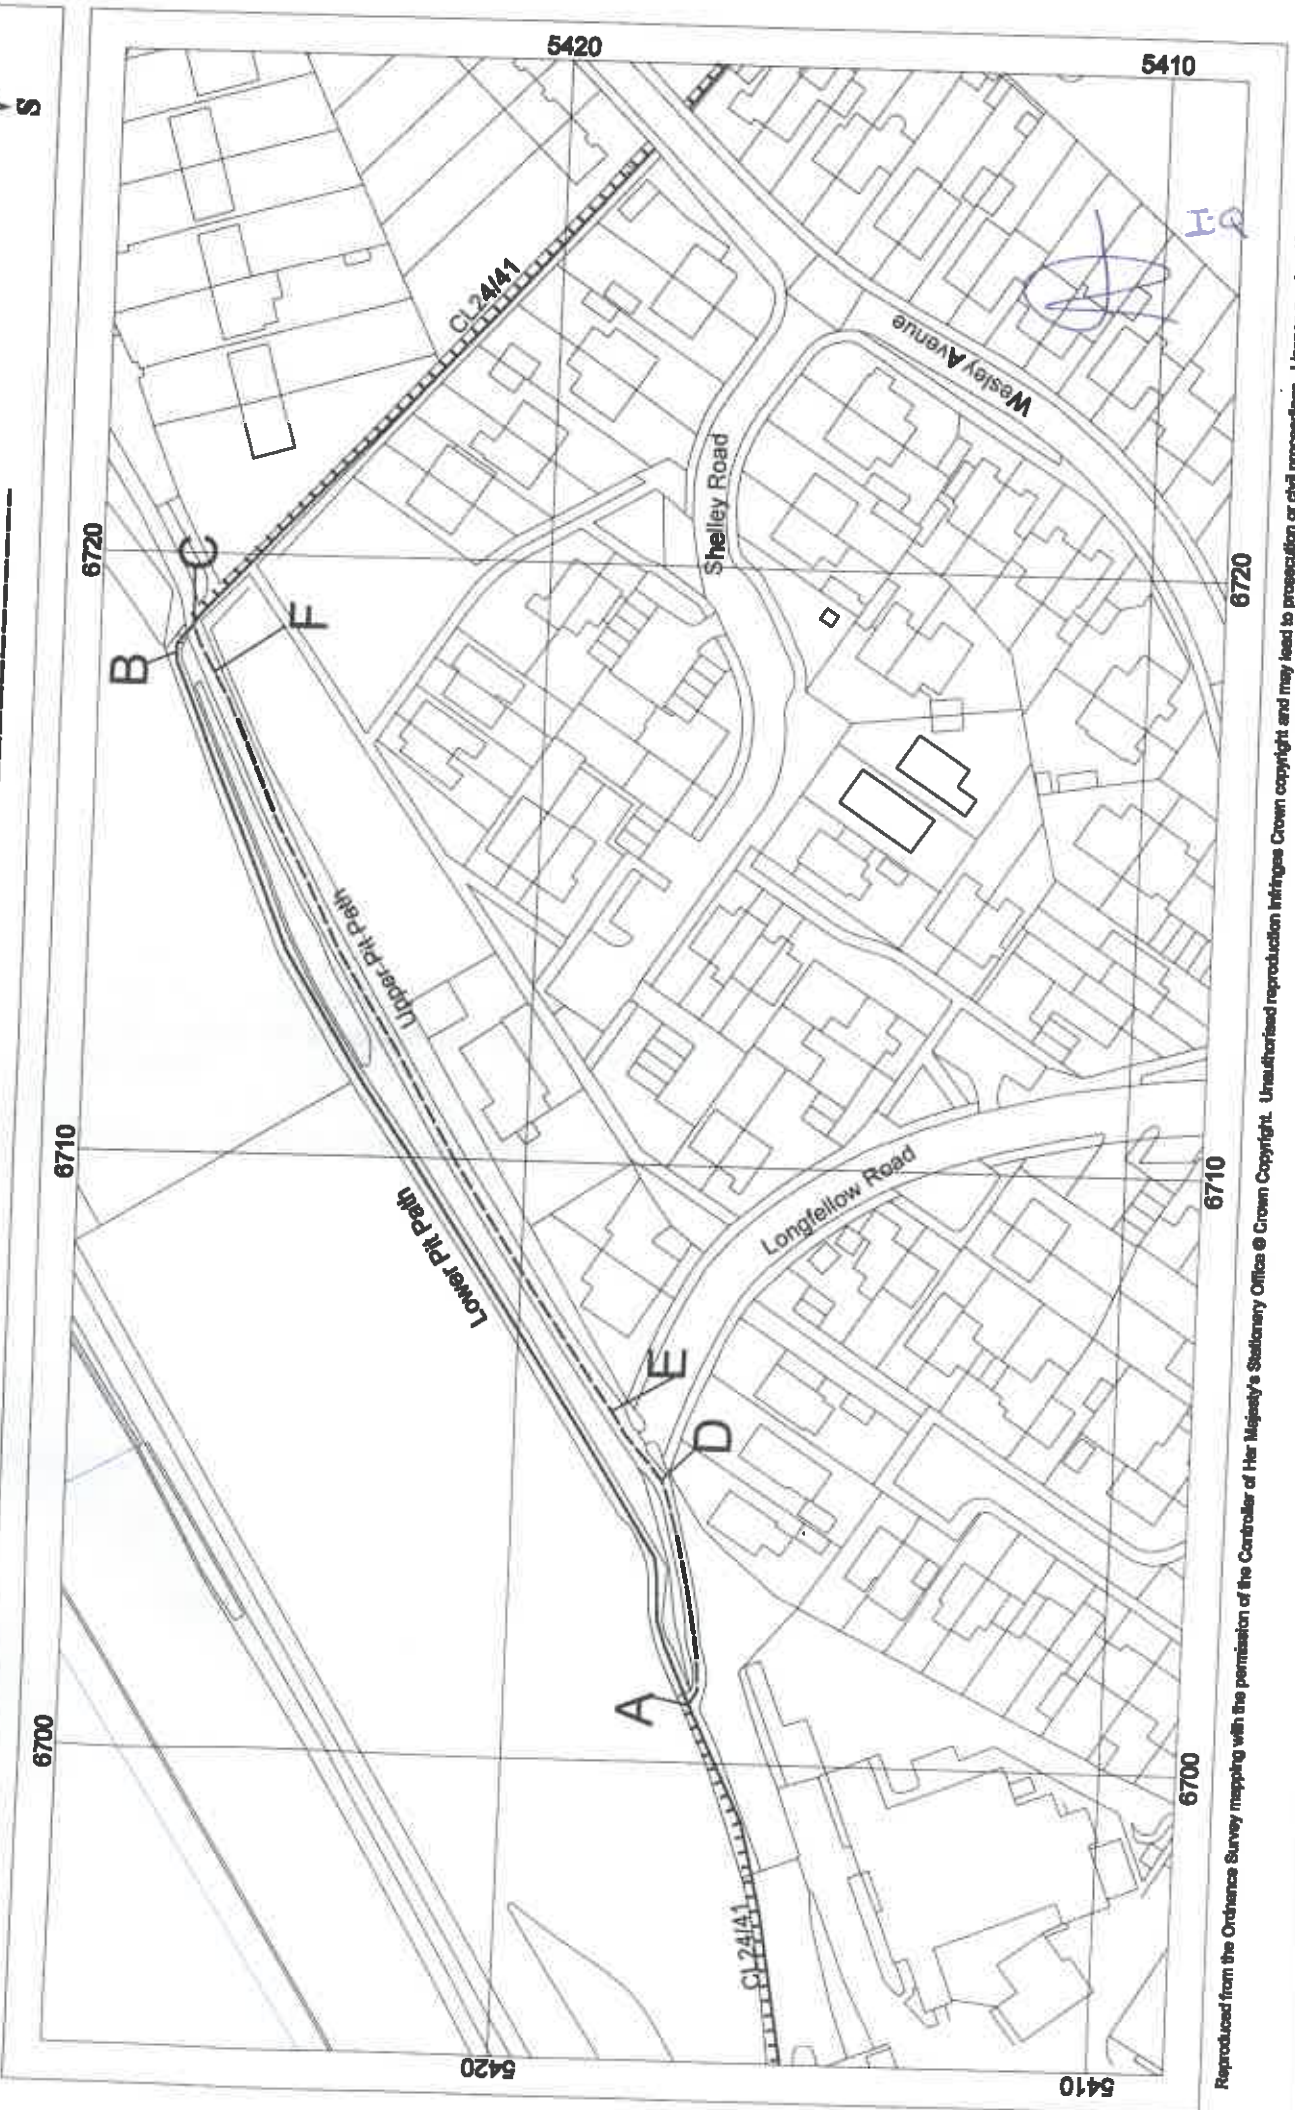 S
6700
6710
6720
5420
5410
5420
5410
6700
6710
6720
B
C
F
CL24/41
Upper Pit Path
Lower Pit Path
Shelley Road
Wesley Avenue
Longfellow Road
E
D
A
CL24/41
Reproduced from the Ordnance Survey mapping with the permission of the Controller of Her Majesty's Stationery Office © Crown Copyright. Unauthorised reproduction infringes Crown copyright and may lead to prosecution or civil proceedings.